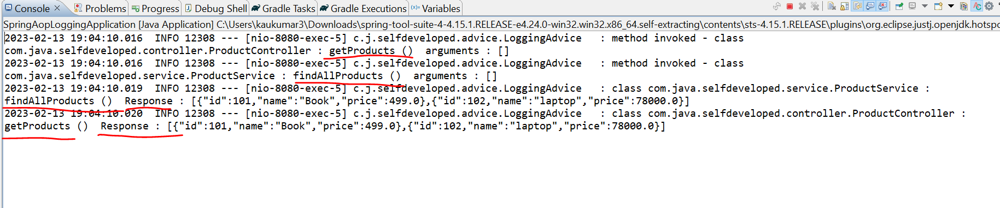 Console Problems Progress Debug Shell Gradle Tasks Gradle Executions Variables
SpringAopLoggingApplication [Java Application] C:\Users\kaukumar3\Downloads\spring-tool-suite-4-4.15.1.RELEASE-e4.24.0-win32.win32.x86_64.self-extracting\contents\sts-4.15.1.RELEASE\plugins\org.eclipse.justj.openjdk.hotspo
2023-02-13 19:04:10.016  INFO 12308 --- [nio-8080-exec-5] c.j.selfdeveloped.advice.LoggingAdvice   : method invoked - class
com.java.selfdeveloped.controller.ProductController : getProducts ()  arguments : []
2023-02-13 19:04:10.016  INFO 12308 --- [nio-8080-exec-5] c.j.selfdeveloped.advice.LoggingAdvice   : method invoked - class
com.java.selfdeveloped.service.ProductService : findAllProducts ()  arguments : []
2023-02-13 19:04:10.019  INFO 12308 --- [nio-8080-exec-5] c.j.selfdeveloped.advice.LoggingAdvice   : class com.java.selfdeveloped.service.ProductService :
findAllProducts ()  Response : [{"id":101,"name":"Book","price":499.0},{"id":102,"name":"laptop","price":78000.0}]
2023-02-13 19:04:10.020  INFO 12308 --- [nio-8080-exec-5] c.j.selfdeveloped.advice.LoggingAdvice   : class com.java.selfdeveloped.controller.ProductController :
getProducts ()  Response : [{"id":101,"name":"Book","price":499.0},{"id":102,"name":"laptop","price":78000.0}]